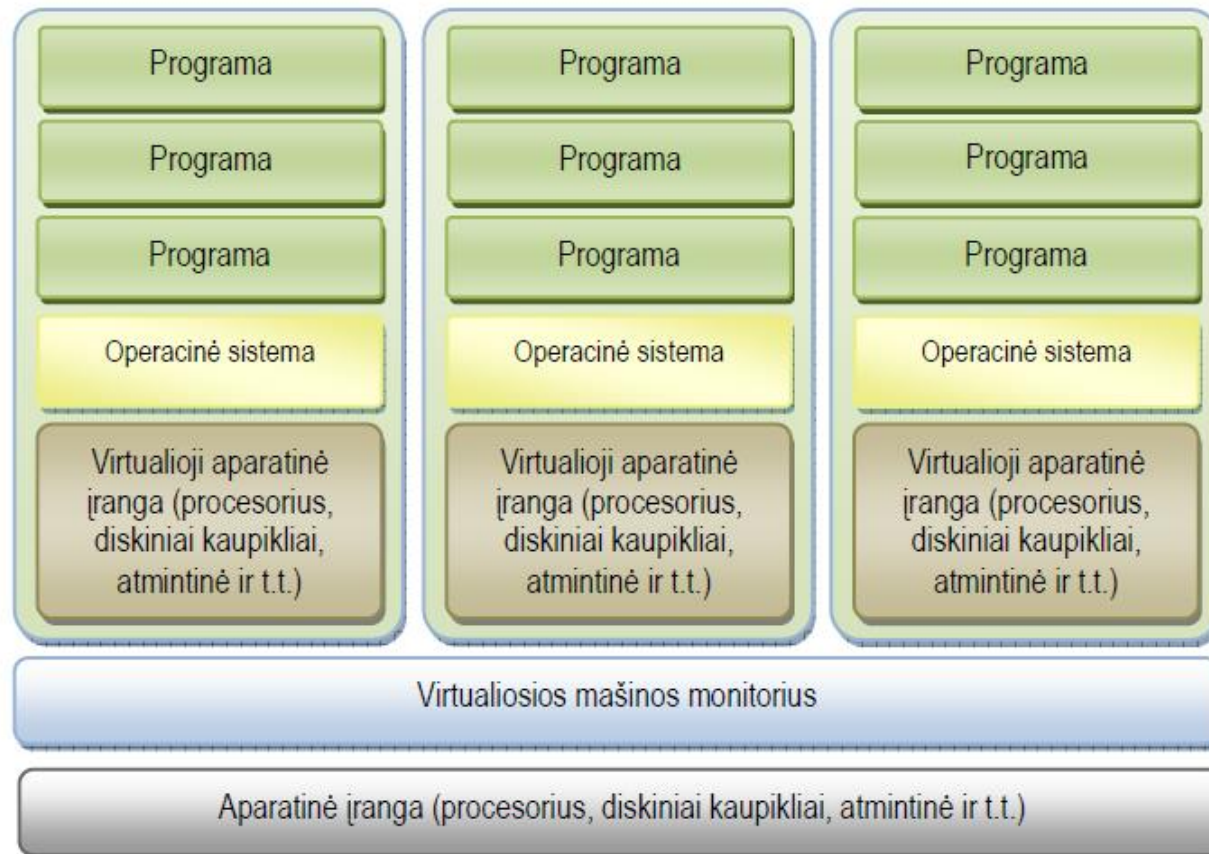 Programa
Programa
Programa
Operacinė sistema
Virtualioji aparatinė
įranga (procesorius,
diskiniai kaupikliai,
atmintinė ir t.t.)
Programa
Programa
Programa
Operacinė sistema
Virtualioji aparatinė
įranga (procesorius,
diskiniai kaupikliai,
atmintinė ir t.t.)
Programa
Programa
Programa
Operacinė sistema
Virtualioji aparatinė
įranga (procesorius,
diskiniai kaupikliai,
atmintinė ir t.t.)
Virtualiosios mašinos monitorius
Aparatinė įranga (procesorius, diskiniai kaupikliai, atmintinė ir t.t.)